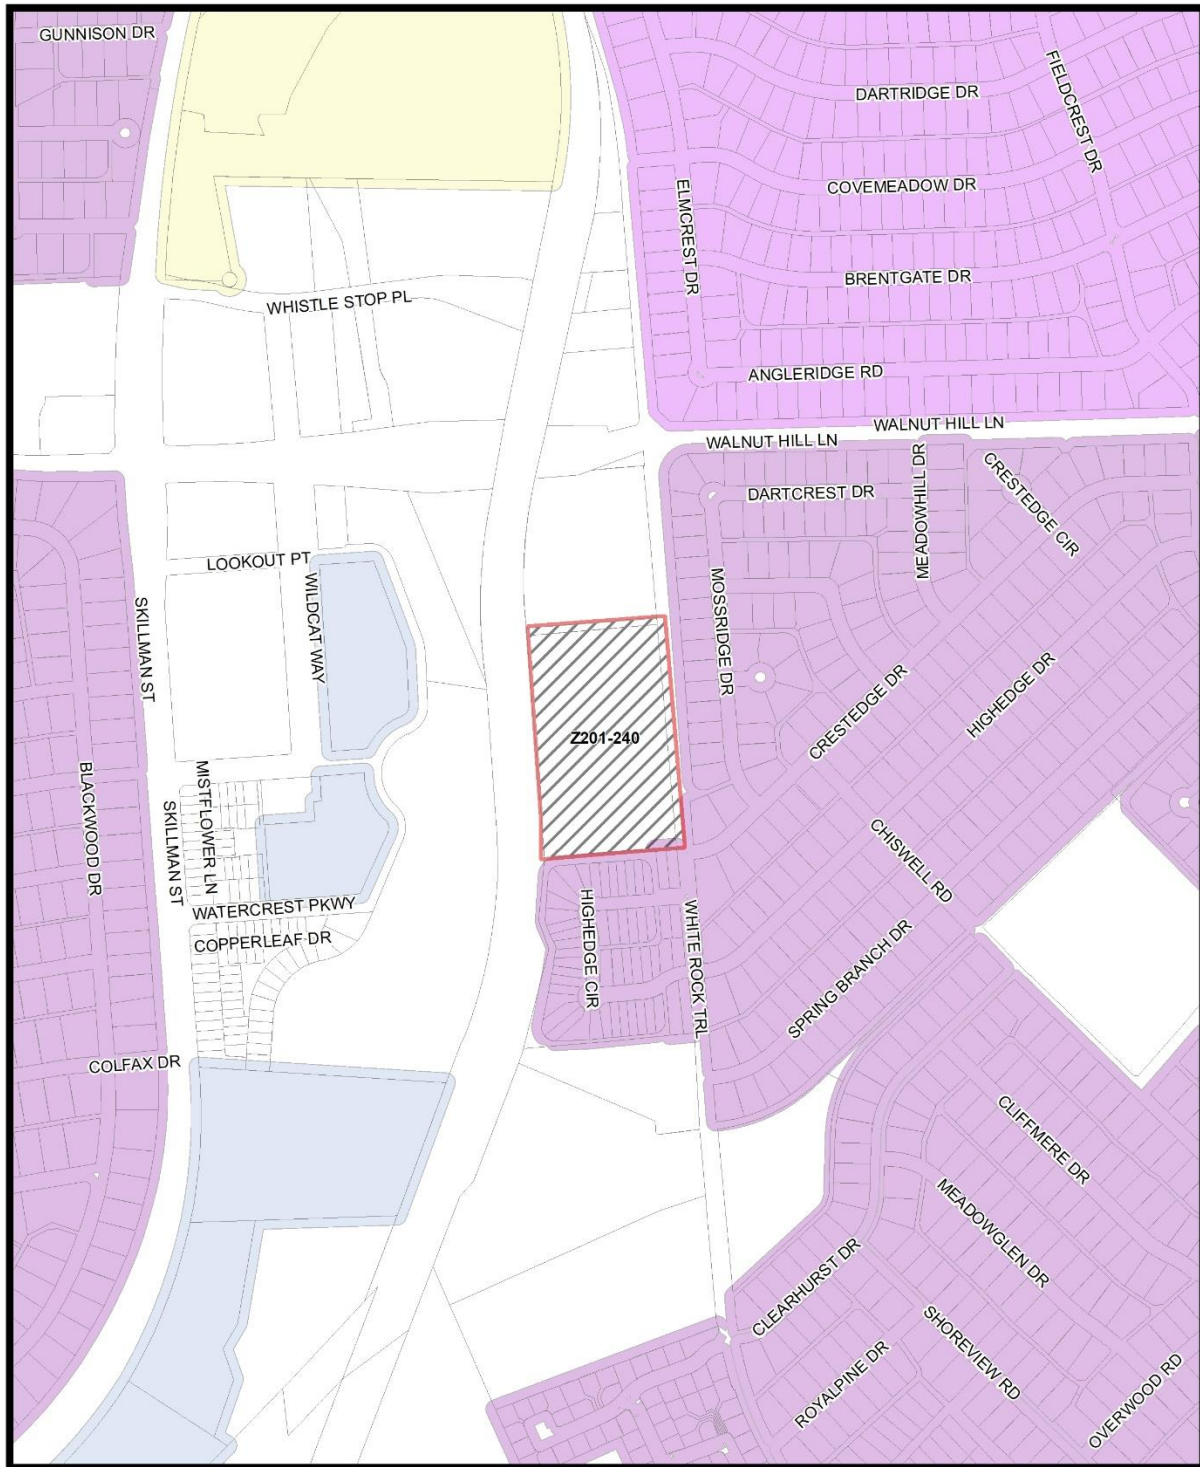 GUNNISON DR
DARTRIDGE DR
FIELDCREST DR
COVEMEADOW DR
ELMCREST DR
BRENTGATE DR
WHISTLE STOP PL
ANGLERIDGE RD
WALNUT HILL LN
WALNUT HILL LN
DARTCREST DR
MEADOWHILL DR
CRESTEDGE CIR
LOOKOUT PT
WILDCAT WAY
SKILLMAN ST
MOSSRIDGE DR
CRESTEDGE DR
HIGHEDGE DR
Z201-240
BLACKWOOD DR
MISTFLOWER LN
SKILLMAN ST
CHISWELL RD
WATERCREST PKWY
COPPERLEAF DR
HIGHEDGE CIR
WHITE ROCK TRL
SPRING BRANCH DR
COLFAX DR
CLIFFMERE DR
MEADOWGLEN DR
CLEARHURST DR
SHOREVIEW RD
ROYALPINE DR
OVERWOOD RD